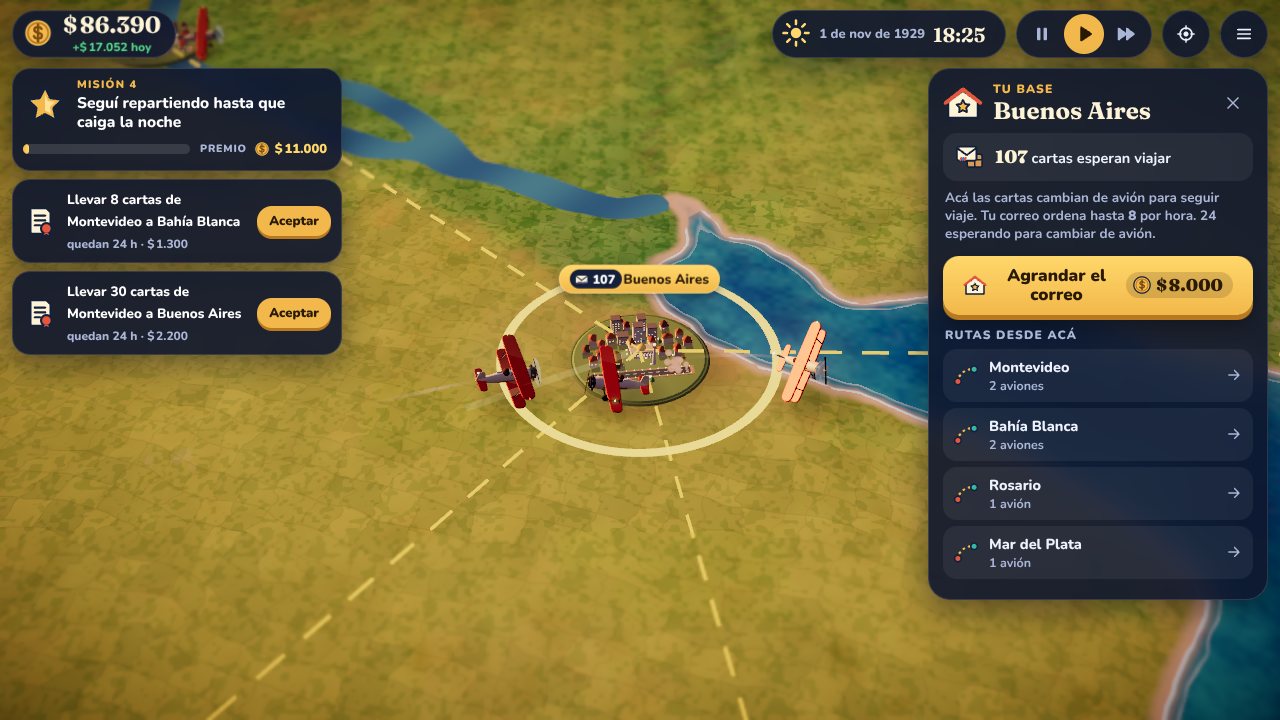 $86.390
+$17.052 hoy
1 de nov de 1929 18:25
MISIÓN 4
Seguí repartiendo hasta que
caiga la noche
PREMIO $11.000
Llevar 8 cartas de
Montevideo a Bahía Blanca
quedan 24 h · $1.300
Aceptar
Llevar 30 cartas de
Montevideo a Buenos Aires
quedan 24 h · $2.200
Aceptar
107 Buenos Aires
TU BASE
Buenos Aires
107 cartas esperan viajar
Acá las cartas cambian de avión para seguir
viaje. Tu correo ordena hasta 8 por hora. 24
esperando para cambiar de avión.
Agrandar el
correo
$8.000
RUTAS DESDE ACÁ
Montevideo
2 aviones
Bahía Blanca
2 aviones
Rosario
1 avión
Mar del Plata
1 avión